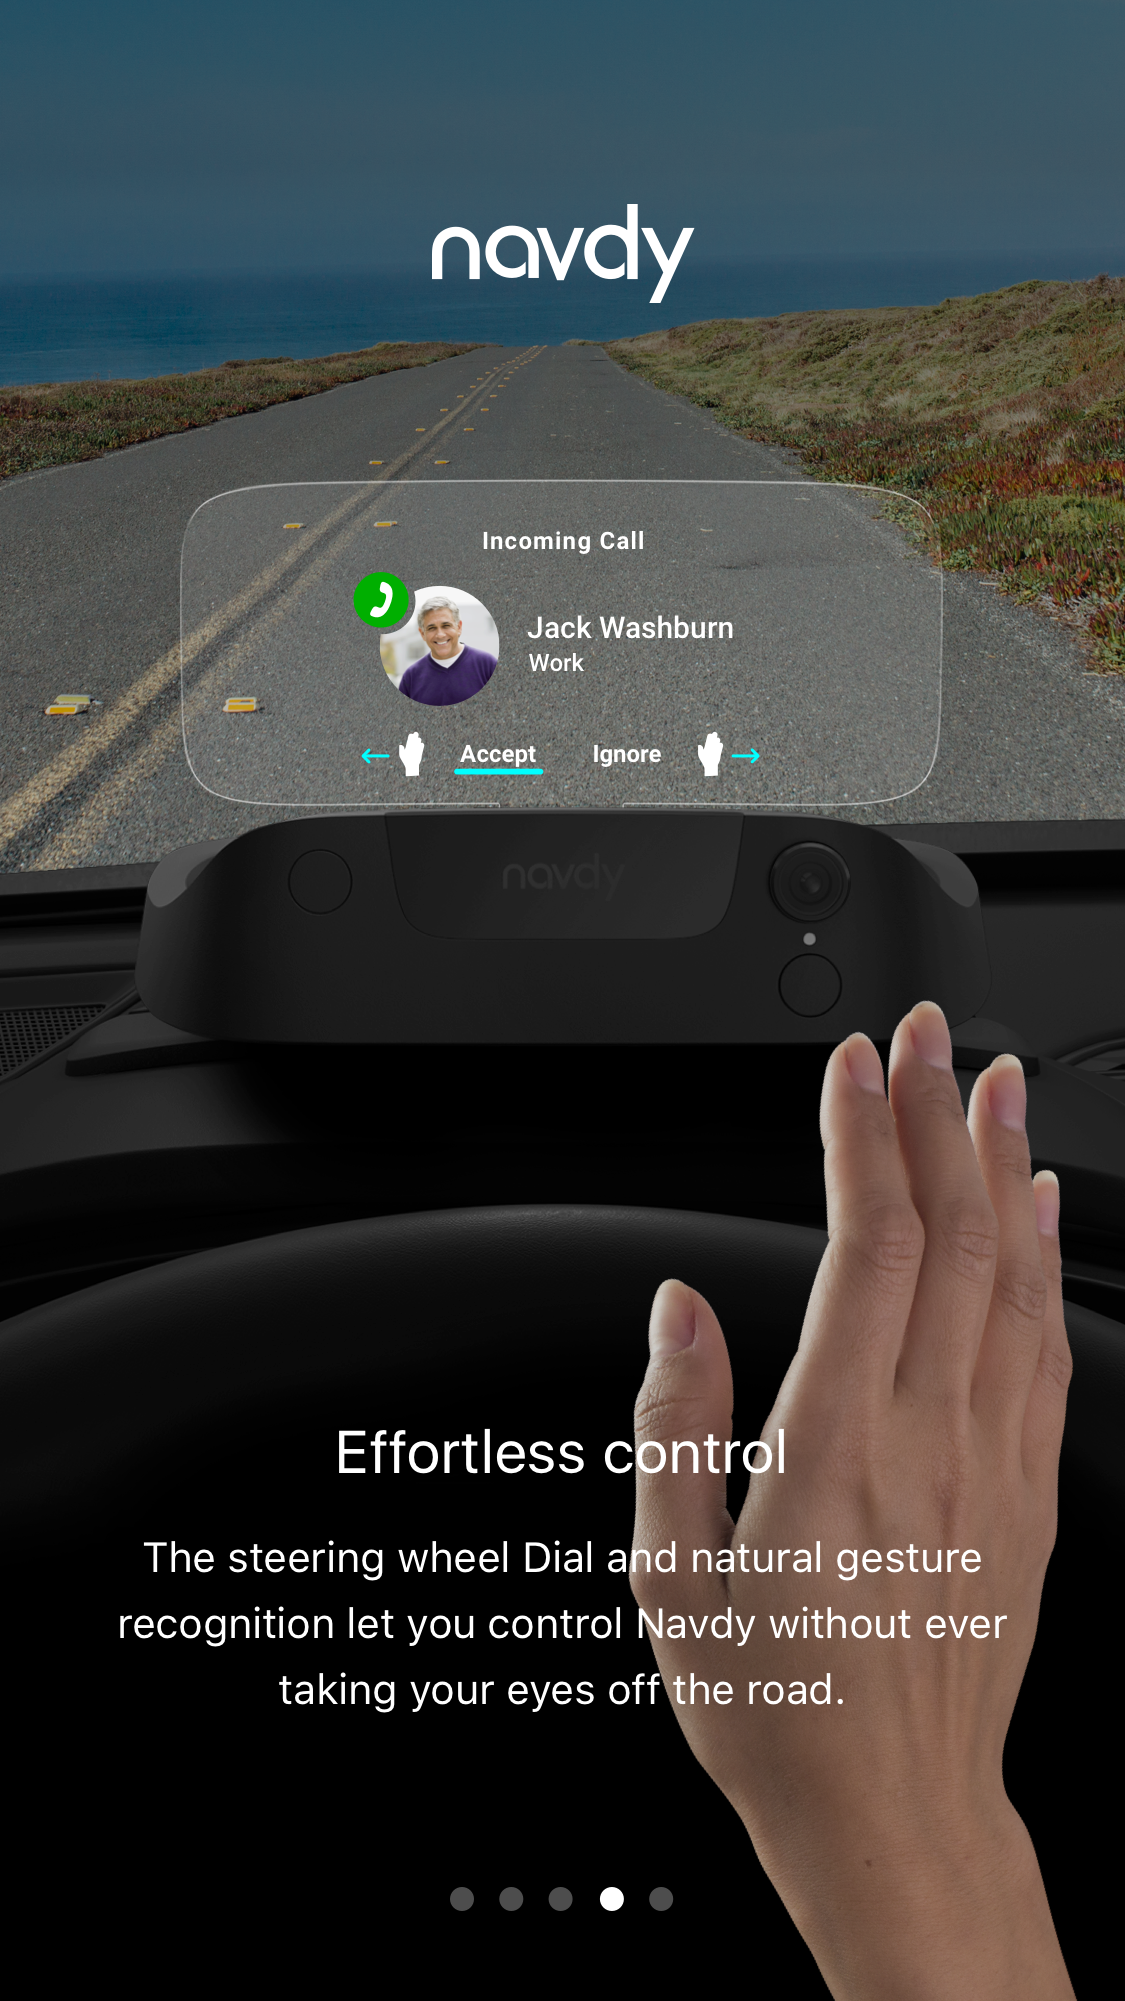 navdy
Incoming Call
Jack Washburn
Work
Accept Ignore
navdy
Effortless control
The steering wheel Dial and natural gesture
recognition let you control Navdy without ever
taking your eyes off the road.